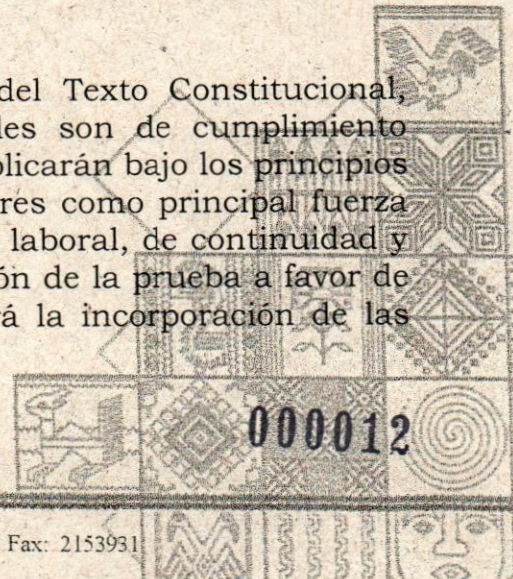 del Texto Constitucional,
les son de cumplimiento
plicarán bajo los principios
res como principal fuerza
laboral, de continuidad y
ón de la prueba a favor de
á la incorporación de las
000012
Fax: 2153931